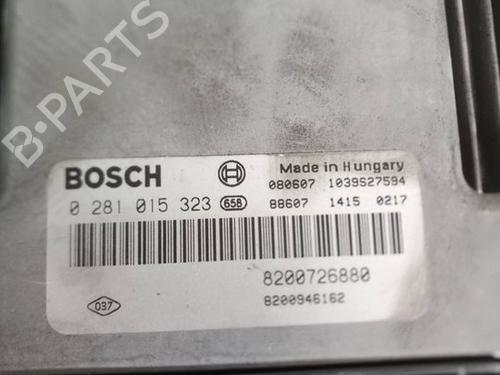 B-PARTS
BOSCH
Made in Hungary
080607 1039S27594
0 281 015 323 658
88607 1415 0217
8200726880
037
8200946162